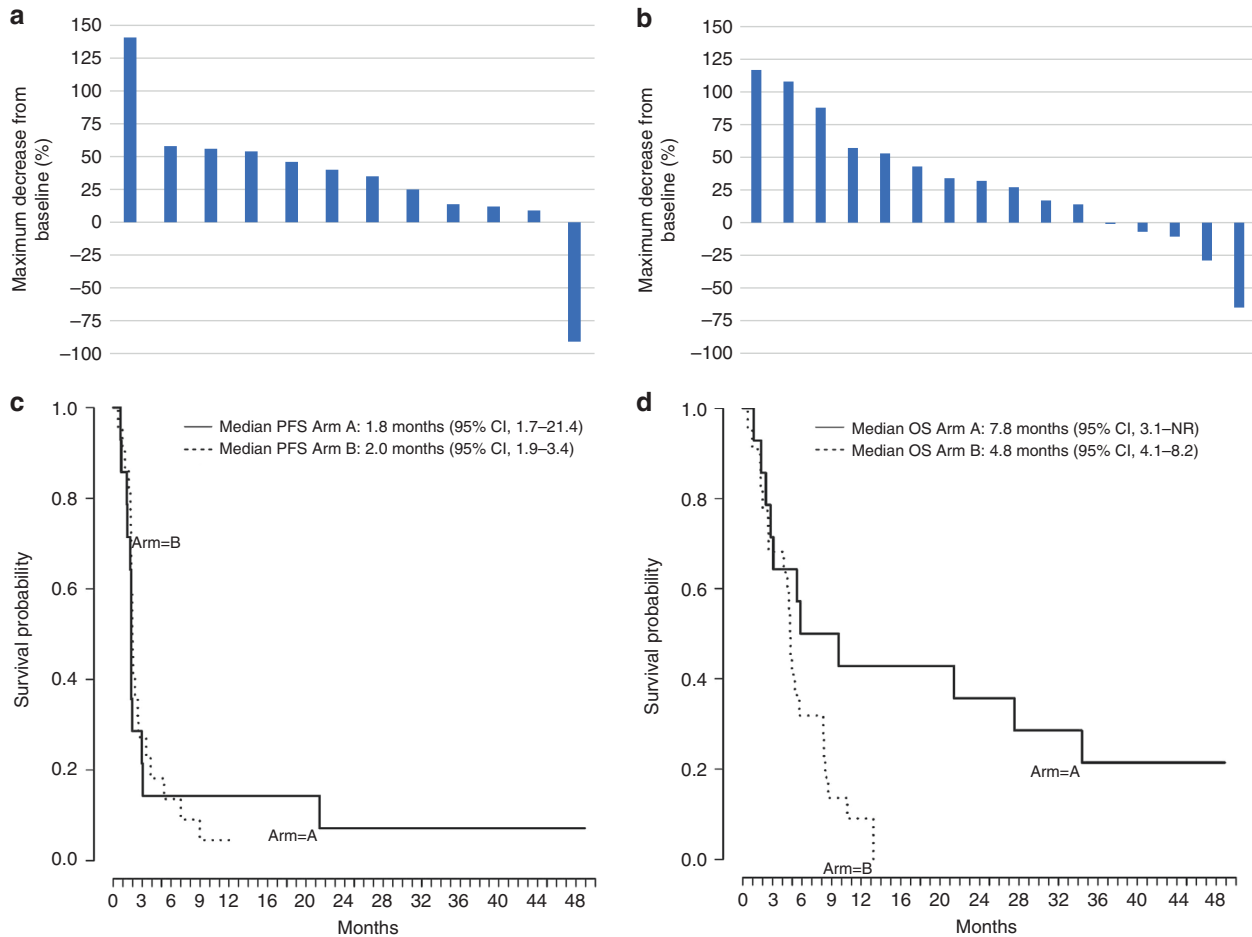 a
150
125
100
75
50
25
0
–25
–50
–75
–100
Maximum decrease from
baseline (%)
b
150
125
100
75
50
25
0
–25
–50
–75
–100
Maximum decrease from
baseline (%)
c
1.0
0.8
0.6
0.4
0.2
0.0
Survival probability
Median PFS Arm A: 1.8 months (95% CI, 1.7–21.4)
Median PFS Arm B: 2.0 months (95% CI, 1.9–3.4)
Arm=B
Arm=A
0 3 6 9 12 16 20 24 28 32 36 40 44 48
Months
d
1.0
0.8
0.6
0.4
0.2
0.0
Survival probability
Median OS Arm A: 7.8 months (95% CI, 3.1–NR)
Median OS Arm B: 4.8 months (95% CI, 4.1–8.2)
Arm=A
Arm=B
0 3 6 9 12 16 20 24 28 32 36 40 44 48
Months